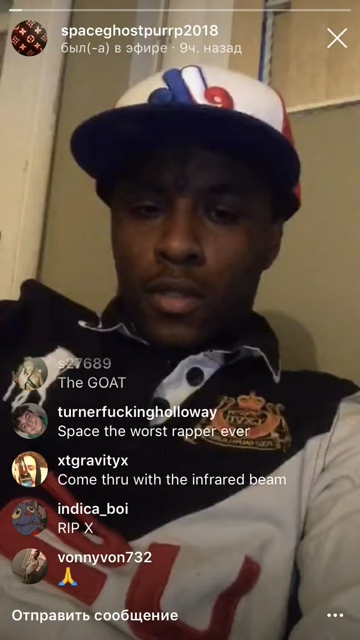 spaceghostpurrp2018
был(-а) в эфире · 9ч. назад
s27689
The GOAT
turnerfuckingholloway
Space the worst rapper ever
xtgravityx
Come thru with the infrared beam
indica_boi
RIP X
vonnyvon732
🙏
Отправить сообщение